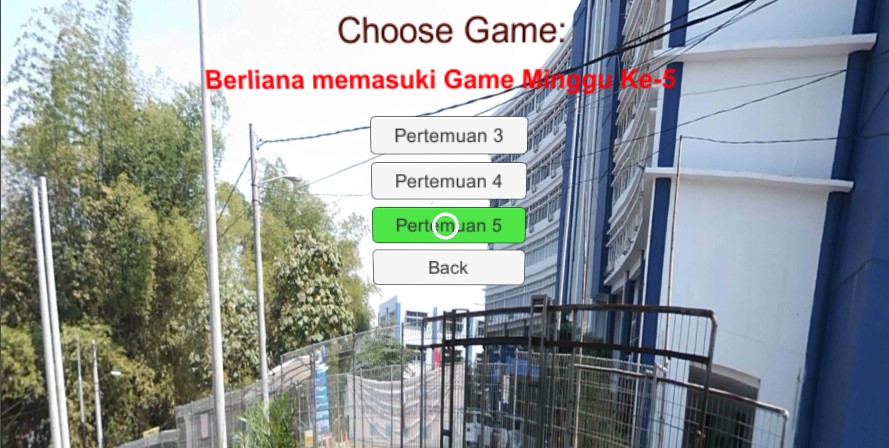 Choose Game:
Berliana memasuki Game Minggu Ke-5
Pertemuan 3
Pertemuan 4
Pertemuan 5
Back